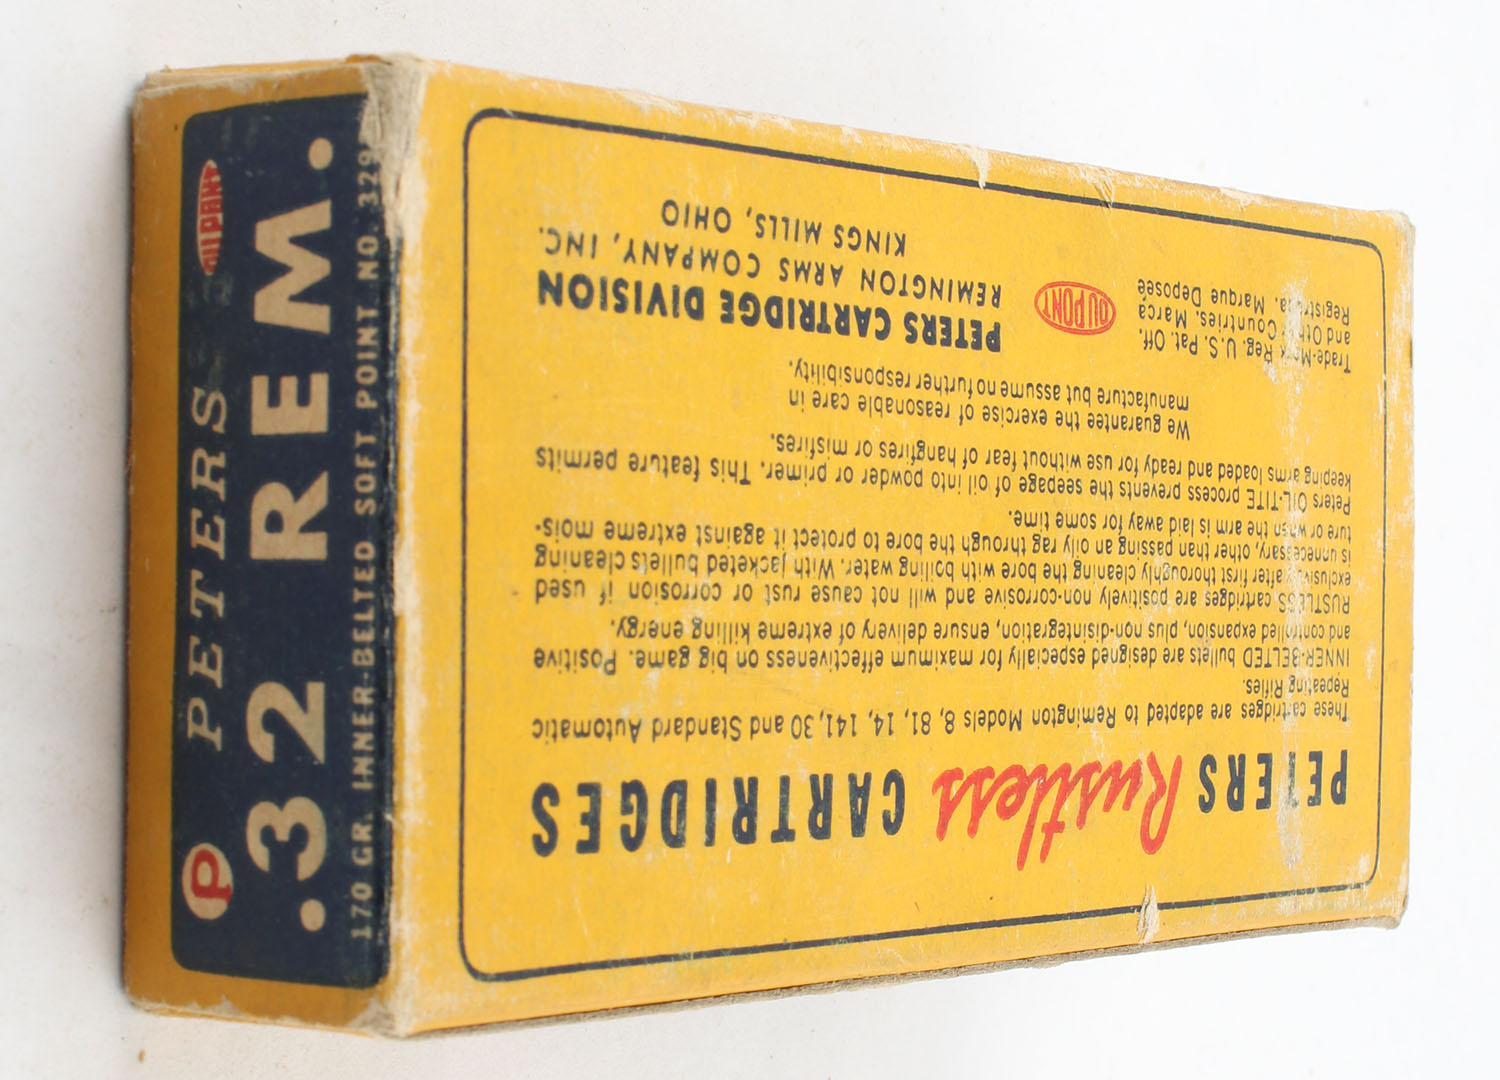 P PETERS DU PONT
.32 REM.
170 GR. INNER-BELTED SOFT POINT NO. 329
PETERS Rustless CARTRIDGES
These cartridges are adapted to Remington Models 8, 81, 14, 141, 30 and Standard Automatic
Repeating Rifles.
INNER-BELTED bullets are designed especially for maximum effectiveness on big game. Positive
and controlled expansion, plus non-disintegration, ensure delivery of extreme killing energy.
RUSTLESS cartridges are positively non-corrosive and will not cause rust or corrosion if used
exclusively after first thoroughly cleaning the bore with boiling water. With jacketed bullets cleaning
is unnecessary, other than passing an oily rag through the bore to protect it against extreme mois-
ture or when the arm is laid away for some time.
Peters OIL-TITE process prevents the seepage of oil into powder or primer. This feature permits
keeping arms loaded and ready for use without fear of hangfires or misfires.
We guarantee the exercise of reasonable care in
manufacture but assume no further responsibility.
Trade-Mark Reg. U.S. Pat. Off.
and Other Countries. Marca
Registrada. Marque Deposée
DU PONT
PETERS CARTRIDGE DIVISION
REMINGTON ARMS COMPANY, INC.
KINGS MILLS, OHIO